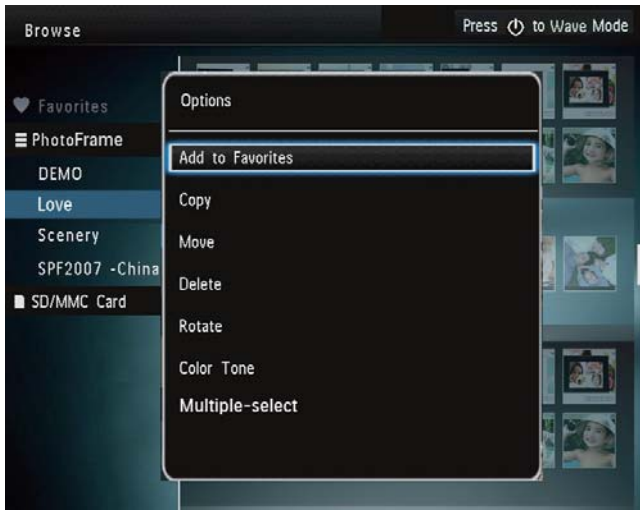 Browse
Press to Wave Mode
Favorites
PhotoFrame
DEMO
Love
Scenery
SPF2007 -China
SD/MMC Card
Options
Add to Favorites
Copy
Move
Delete
Rotate
Color Tone
Multiple-select